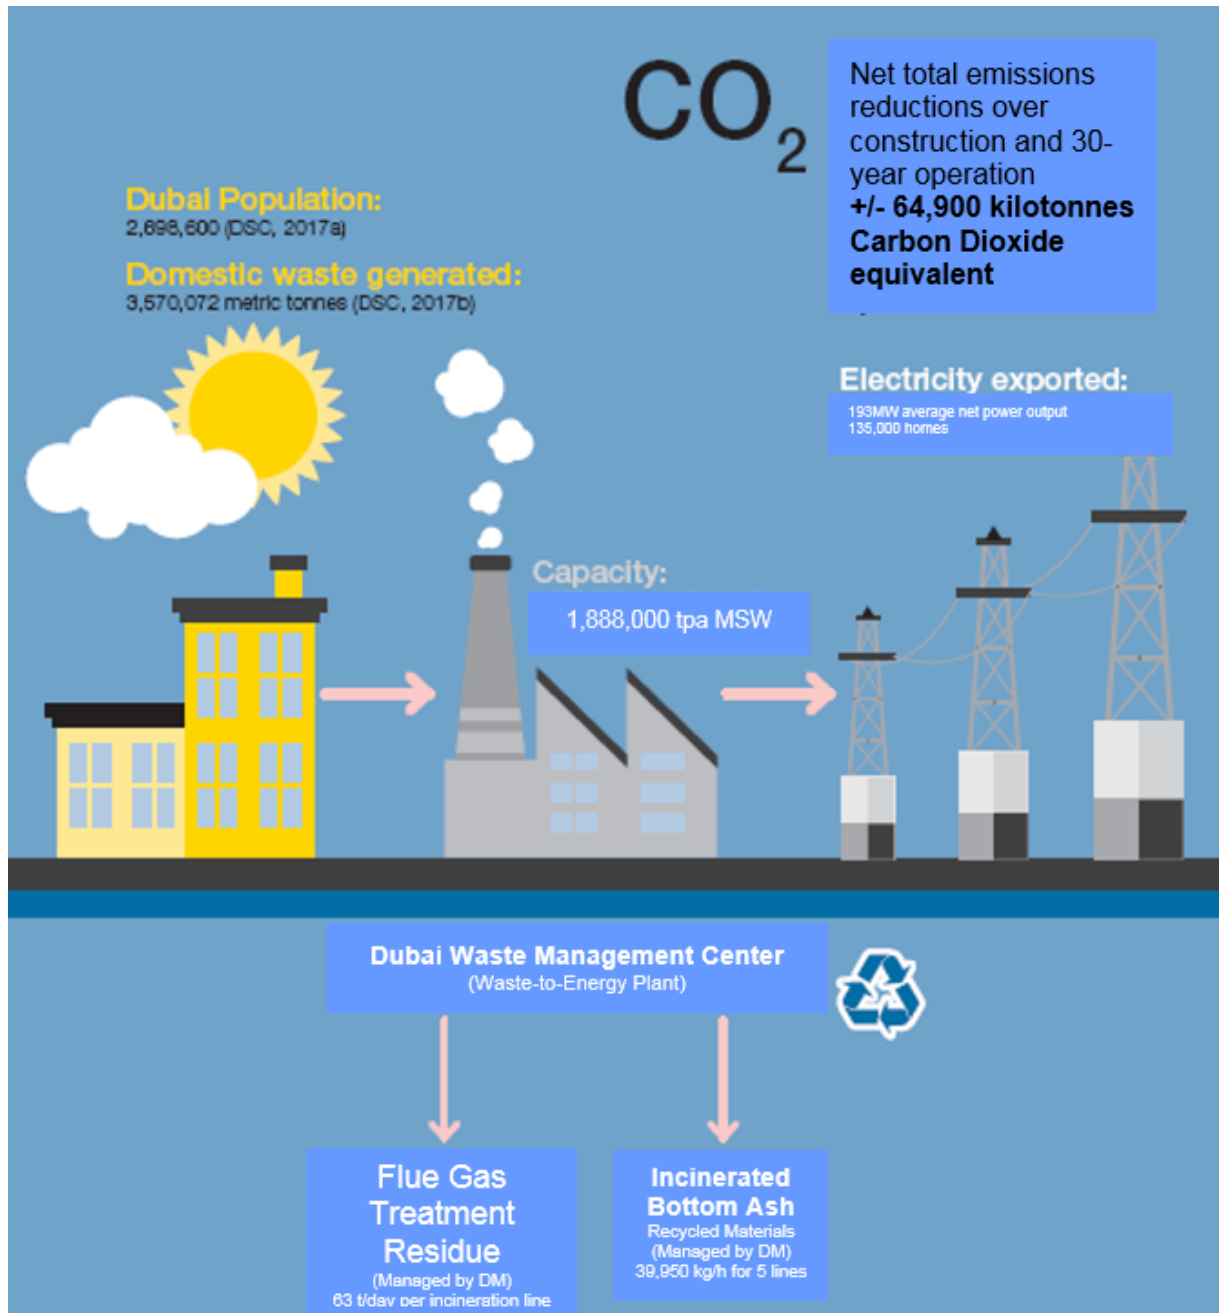 CO2
Net total emissions
reductions over
construction and 30-
year operation
+/- 64,900 kilotonnes
Carbon Dioxide
equivalent
Dubai Population:
2,698,600 (DSC, 2017a)
Domestic waste generated:
3,570,072 metric tonnes (DSC, 2017b)
Electricity exported:
193MW average net power output
135,000 homes
Capacity:
1,888,000 tpa MSW
Dubai Waste Management Center
(Waste-to-Energy Plant)
Flue Gas
Treatment
Residue
(Managed by DM)
63 t/day per incineration line
Incinerated
Bottom Ash
Recycled Materials
(Managed by DM)
39,950 kg/h for 5 lines